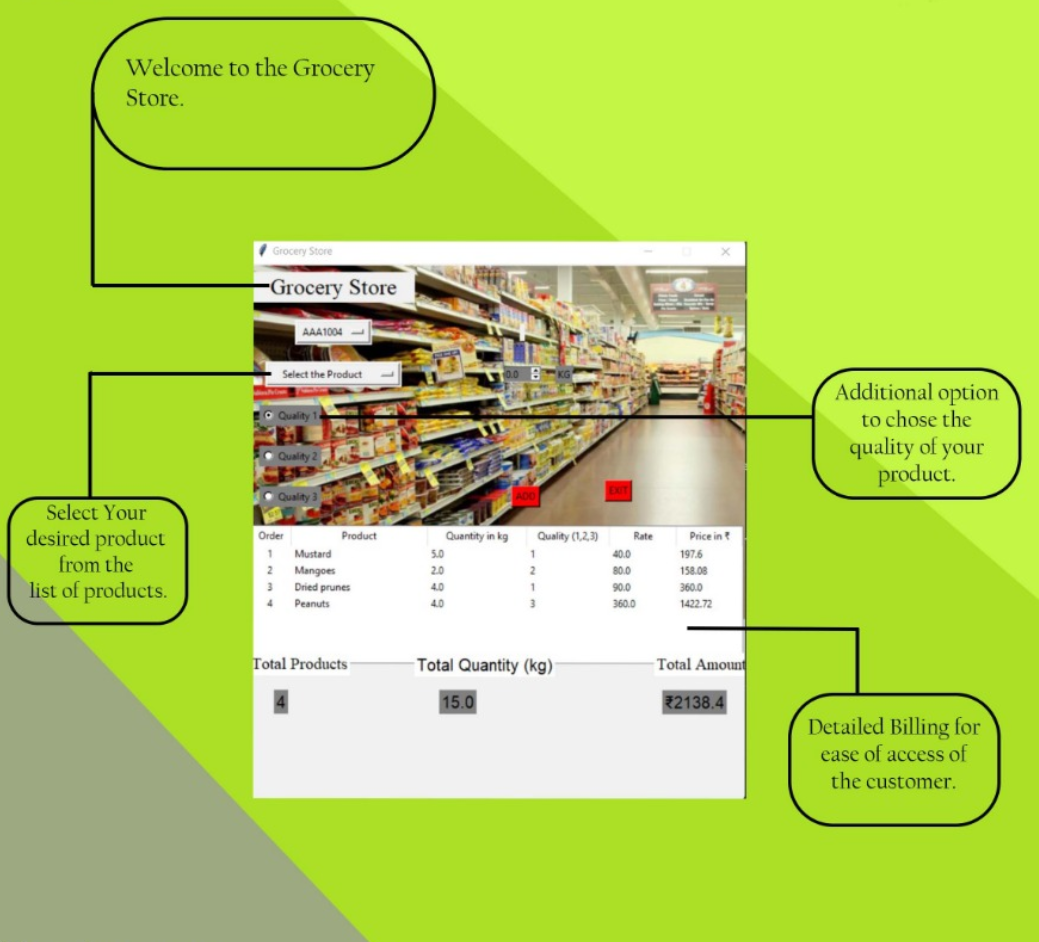 Welcome to the Grocery
Store.
Grocery Store
Grocery Store
AAA1004
Select the Product
0.0 KG
Quality 1
Quality 2
Quality 3
ADD
EXIT
Additional option
to chose the
quality of your
product.
Select Your
desired product
from the
list of products.
Order Product Quantity in kg Quality (1,2,3) Rate Price in ₹
1 Mustard 5.0 1 40.0 197.6
2 Mangoes 2.0 2 80.0 158.08
3 Dried prunes 4.0 1 90.0 360.0
4 Peanuts 4.0 3 360.0 1422.72
Total Products Total Quantity (kg) Total Amount
4 15.0 ₹2138.4
Detailed Billing for
ease of access of
the customer.